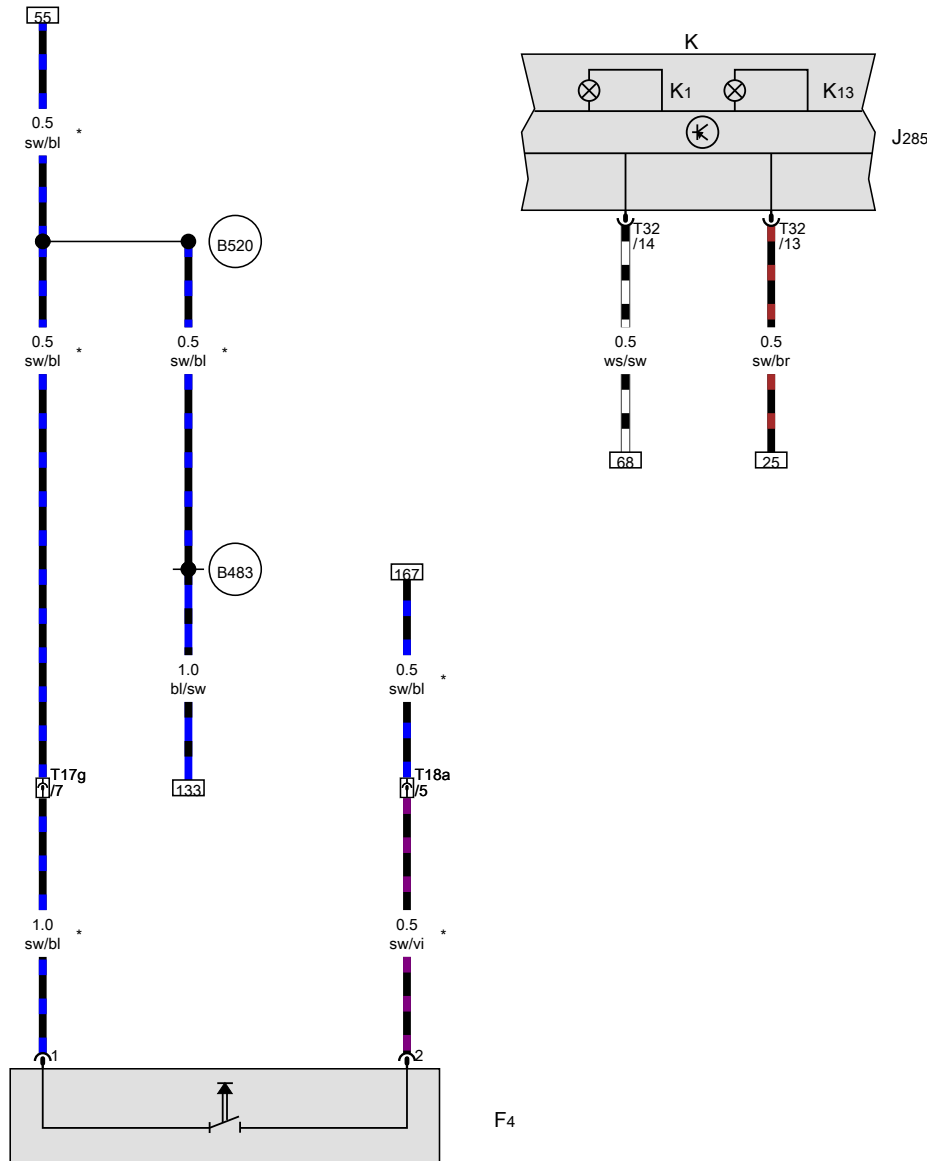 55
K
K1
K13
J285
0.5
sw/bl *
B520
T32
/14
T32
/13
0.5
sw/bl *
0.5
sw/bl *
0.5
ws/sw
0.5
sw/br
68
25
B483
167
1.0
bl/sw
0.5
sw/bl *
T17g
/7
133
T18a
/5
1.0
sw/bl *
0.5
sw/vi *
1
2
F4